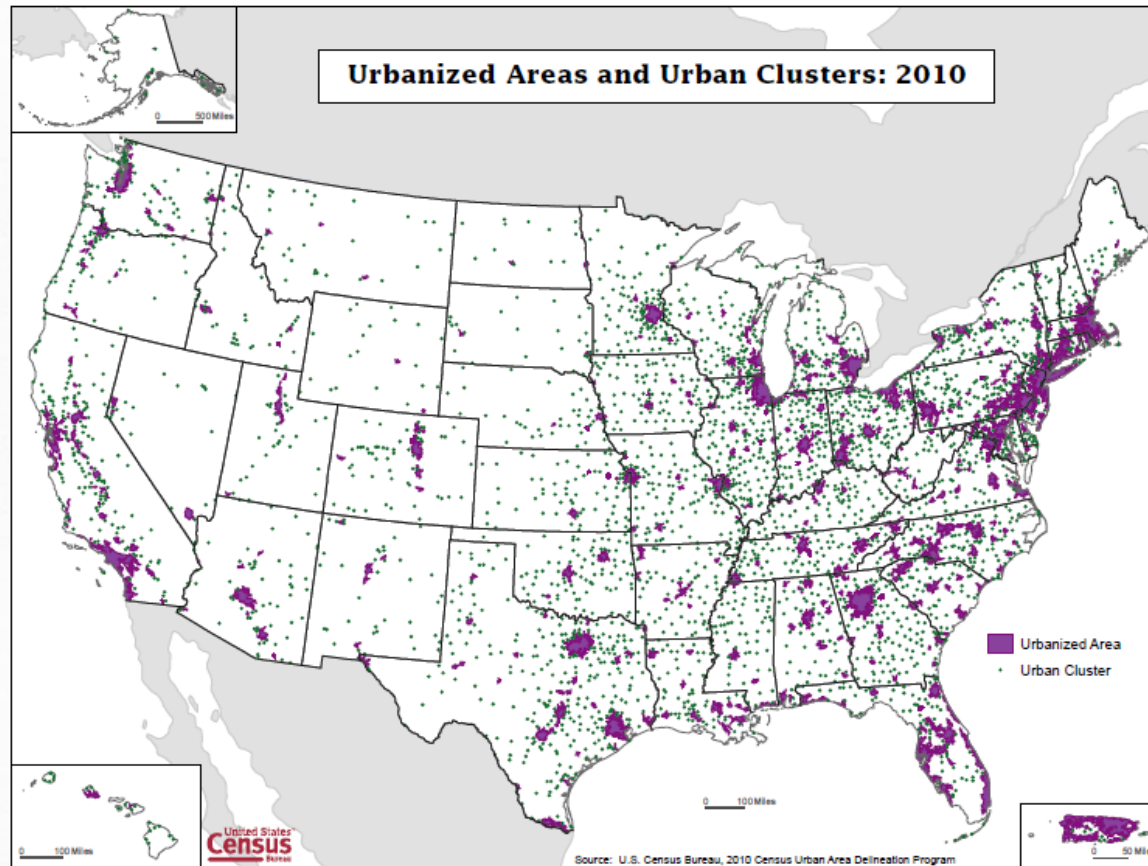 Urbanized Areas and Urban Clusters: 2010
0 500 Miles
Urbanized Area
Urban Cluster
0 100 Miles
0 100 Miles
United States™
Census
Bureau
0 50 Miles
Source: U.S. Census Bureau, 2010 Census Urban Area Delineation Program